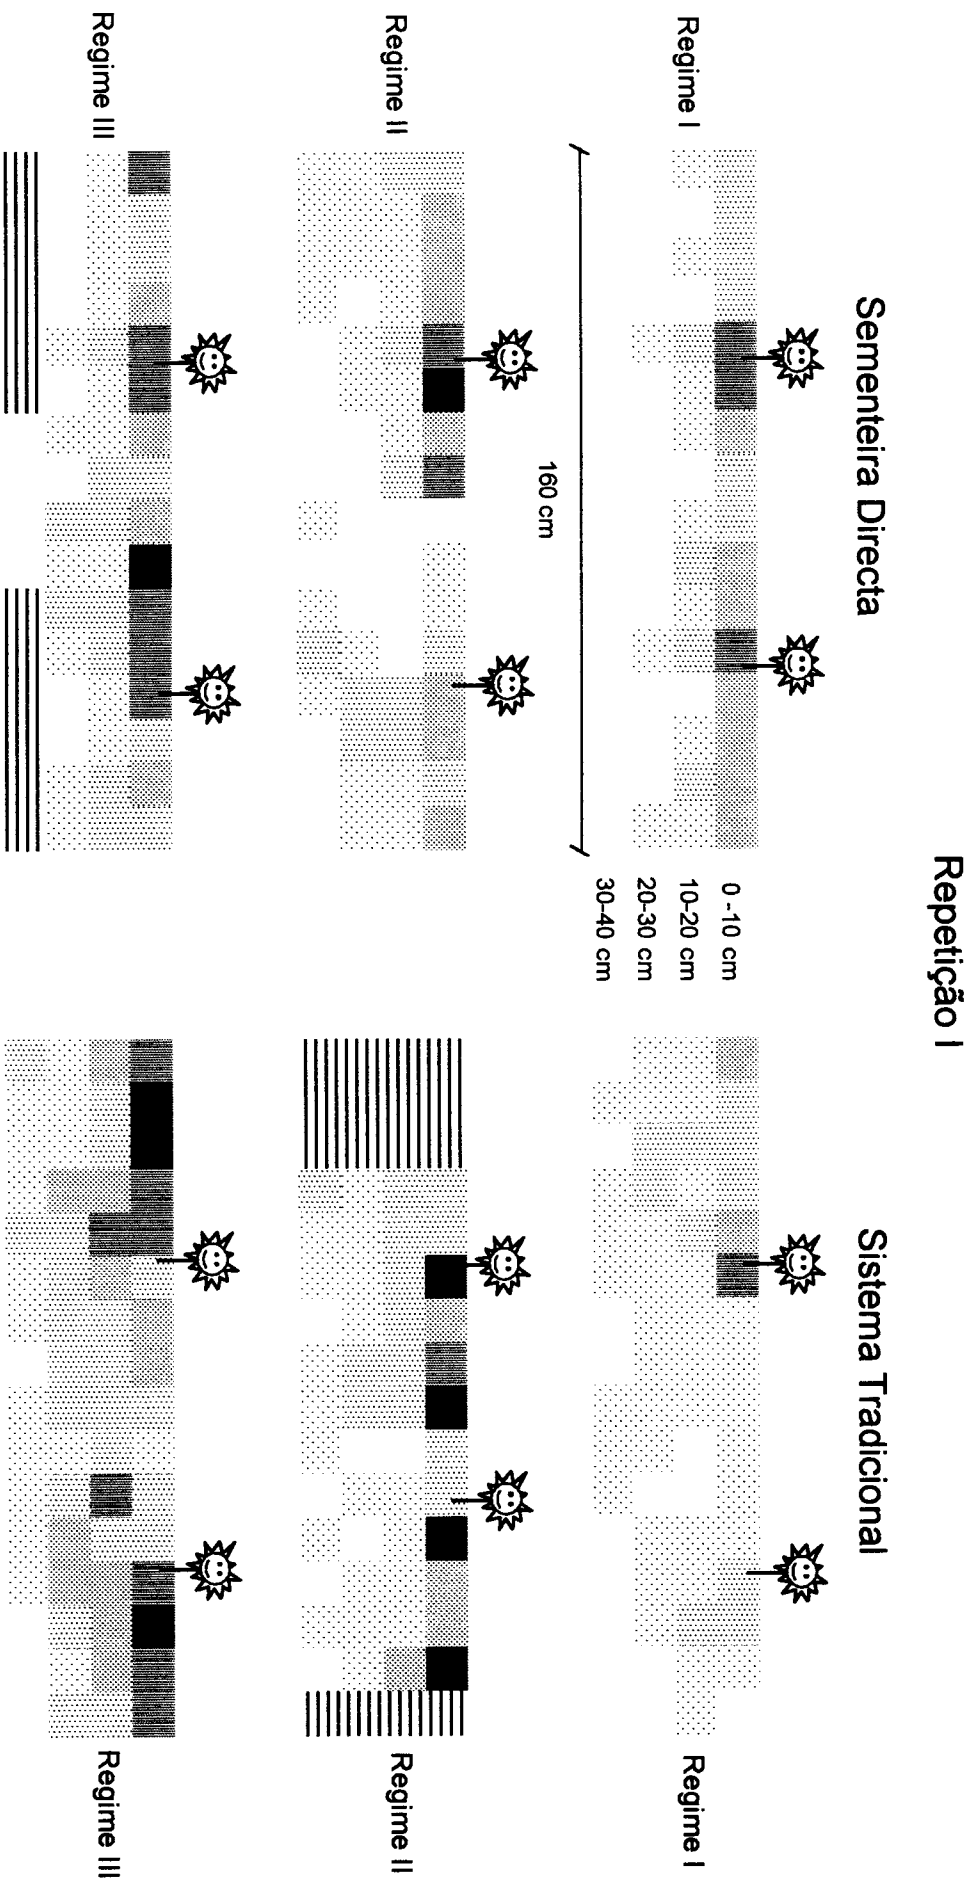 Repetição I
Sementeira Directa
Sistema Tradicional
Regime I
0 -10 cm
10-20 cm
20-30 cm
30-40 cm
Regime I
160 cm
Regime II
Regime II
Regime III
Regime III